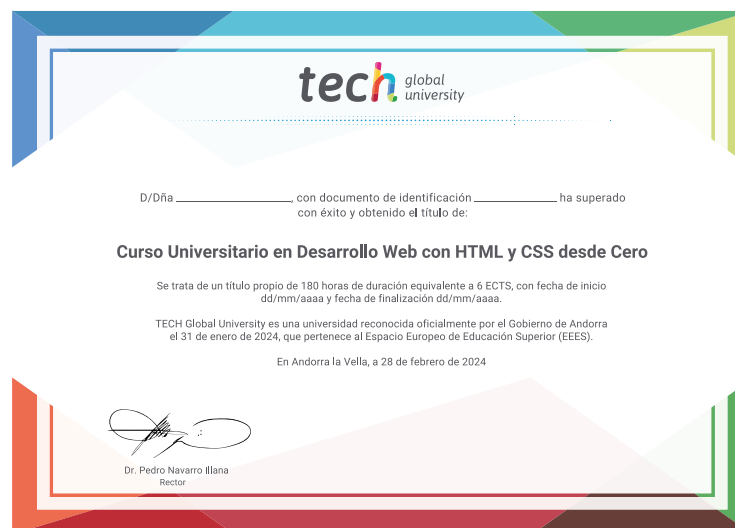 tech global university
D/Dña ____________, con documento de identificación ____________ ha superado
con éxito y obtenido el título de:
Curso Universitario en Desarrollo Web con HTML y CSS desde Cero
Se trata de un título propio de 180 horas de duración equivalente a 6 ECTS, con fecha de inicio
dd/mm/aaaa y fecha de finalización dd/mm/aaaa.
TECH Global University es una universidad reconocida oficialmente por el Gobierno de Andorra
el 31 de enero de 2024, que pertenece al Espacio Europeo de Educación Superior (EEES).
En Andorra la Vella, a 28 de febrero de 2024
Dr. Pedro Navarro Illana
Rector